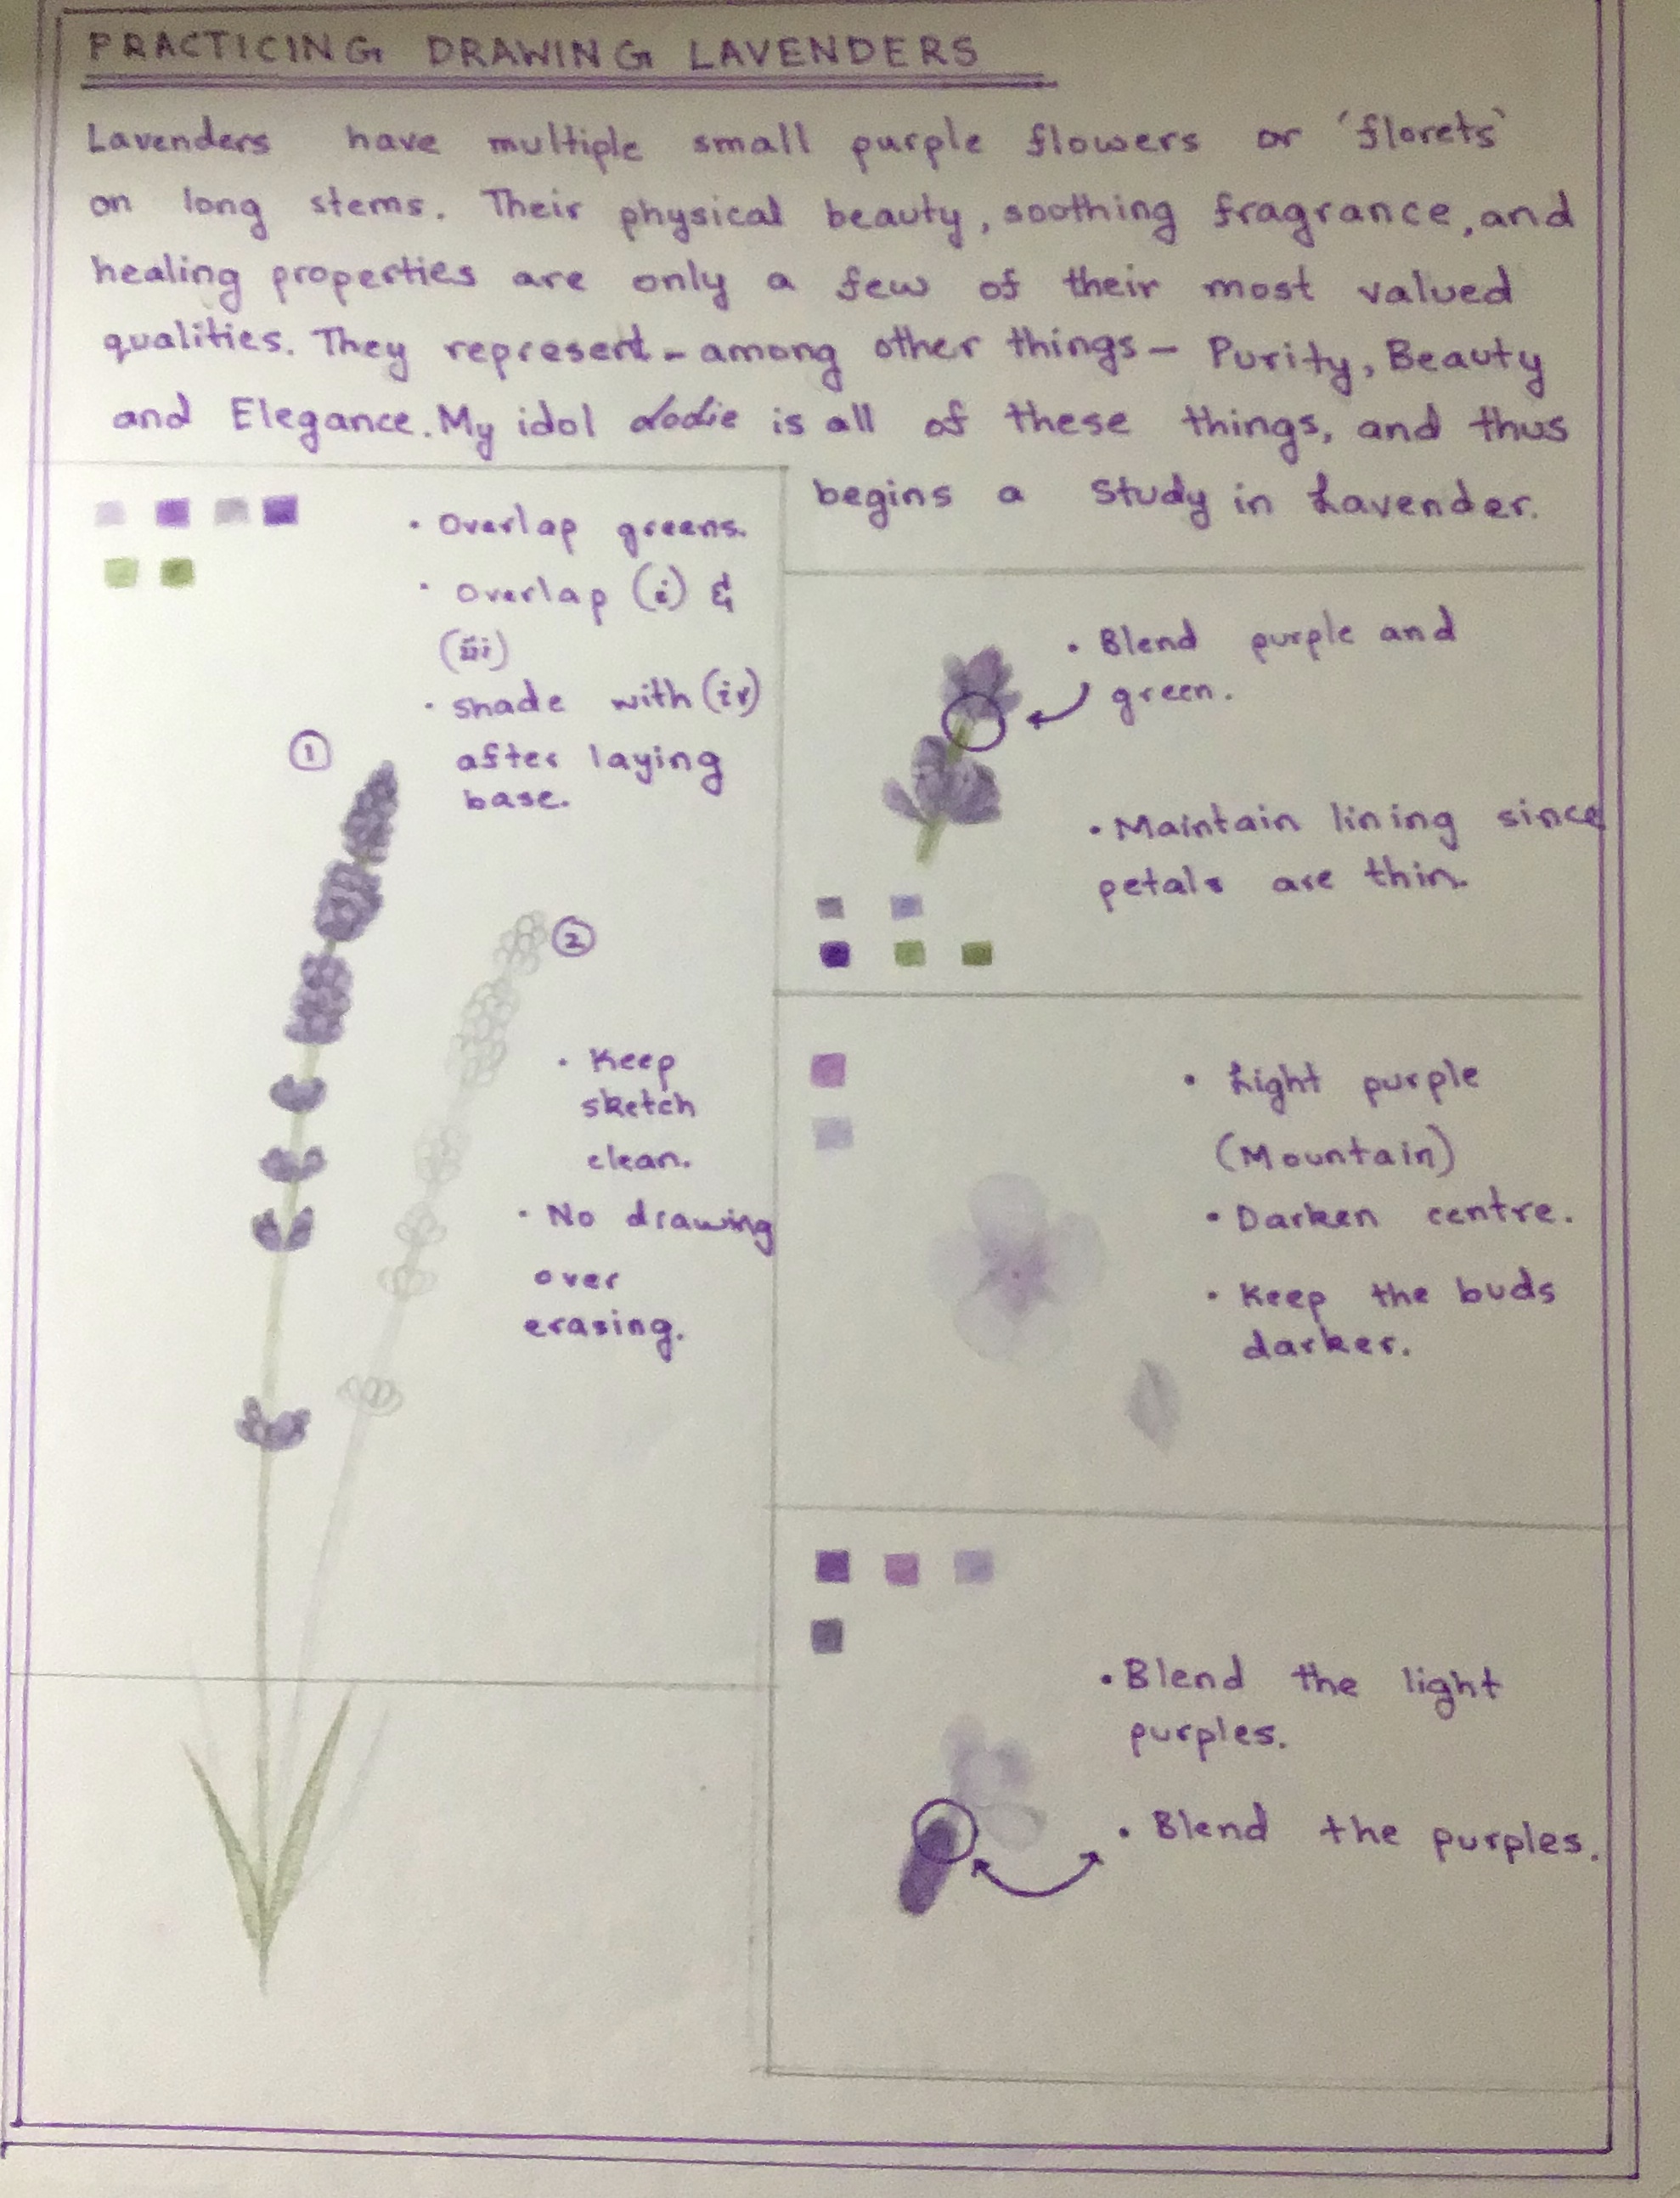 PRACTICING DRAWING LAVENDERS
Lavenders have multiple small purple flowers or 'florets'
on long stems. Their physical beauty, soothing fragrance, and
healing properties are only a few of their most valued
qualities. They represent - among other things - Purity, Beauty
and Elegance. My idol dodie is all of these things, and thus
begins a study in Lavender.
• Overlap greens.
• Overlap (i) &
(iii)
• shade with (iv)
after laying
base.
1
2
• Keep
sketch
clean.
• No drawing
over
erasing.
• Blend purple and
green.
• Maintain lining since
petals are thin.
• Light purple
(Mountain)
• Darken centre.
• Keep the buds
darker.
• Blend the light
purples.
• Blend the purples.